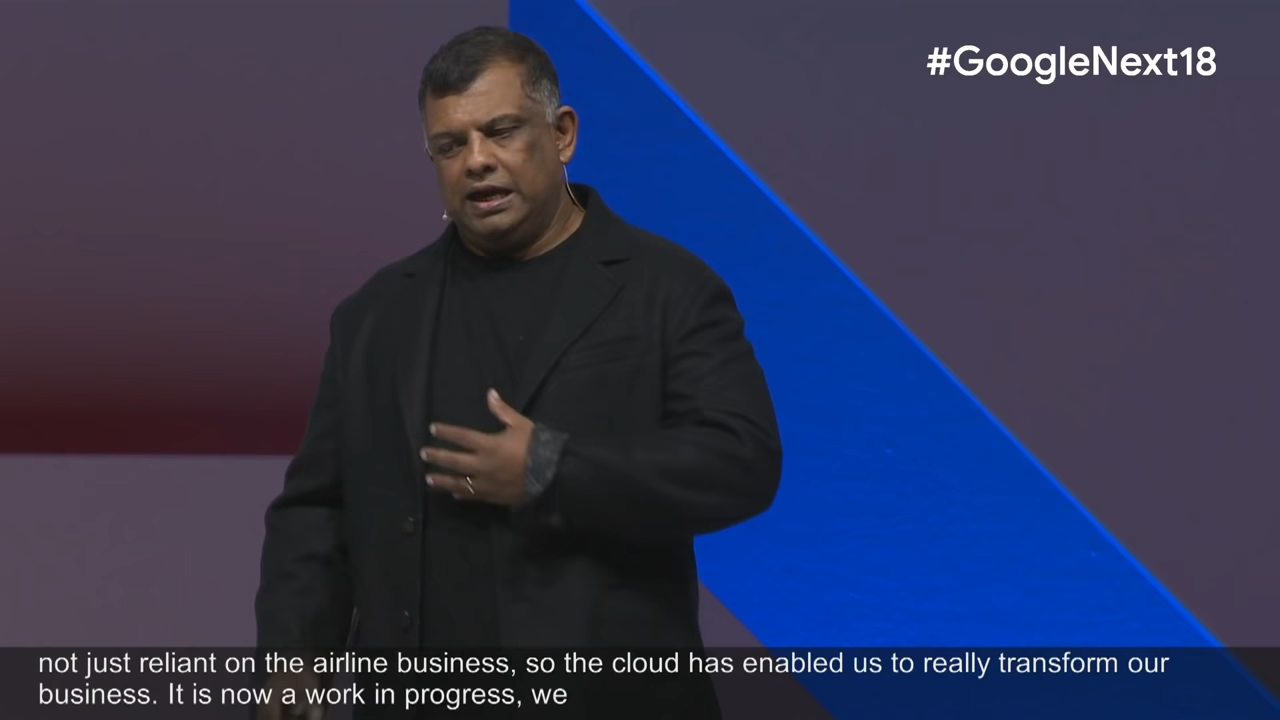 #GoogleNext18
not just reliant on the airline business, so the cloud has enabled us to really transform our
business. It is now a work in progress, we